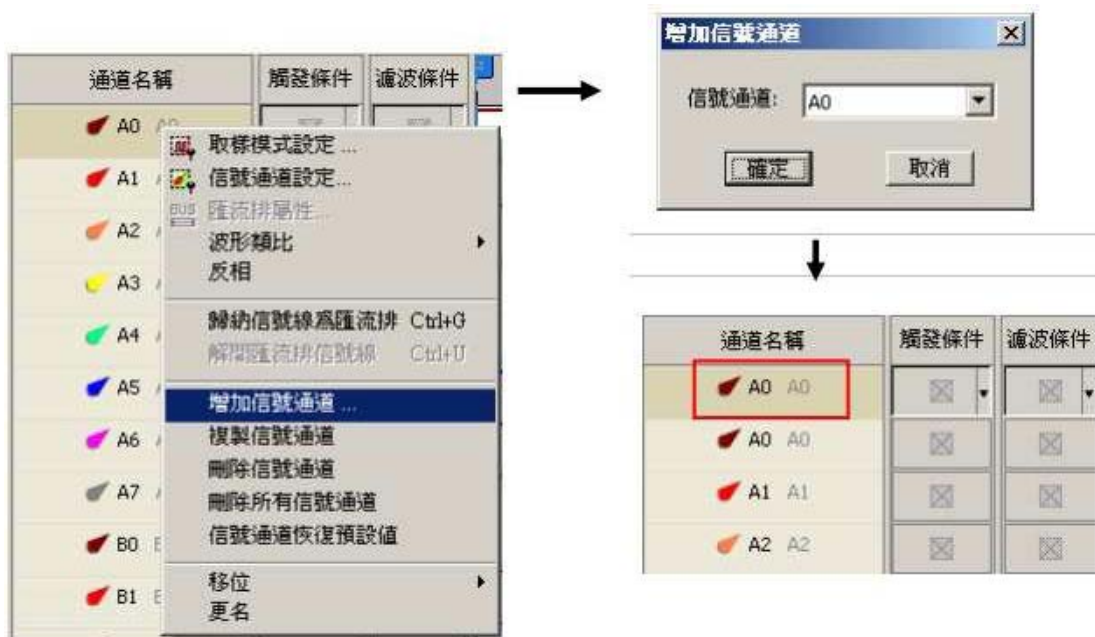 通道名稱 觸發條件 濾波條件
A0
A1
A2
A3
A4
A5
A6
A7
B0
B1
取樣模式設定 ...
信號通道設定...
BUS 匯流排屬性...
波形類比
反相
歸納信號線爲匯流排 Ctrl+G
解開匯流排信號線 Ctrl+U
增加信號通道 ...
複製信號通道
刪除信號通道
刪除所有信號通道
信號通道恢復預設值
移位
更名
增加信號通道
信號通道: A0
確定 取消
通道名稱 觸發條件 濾波條件
A0 A0
A0 A0
A1 A1
A2 A2